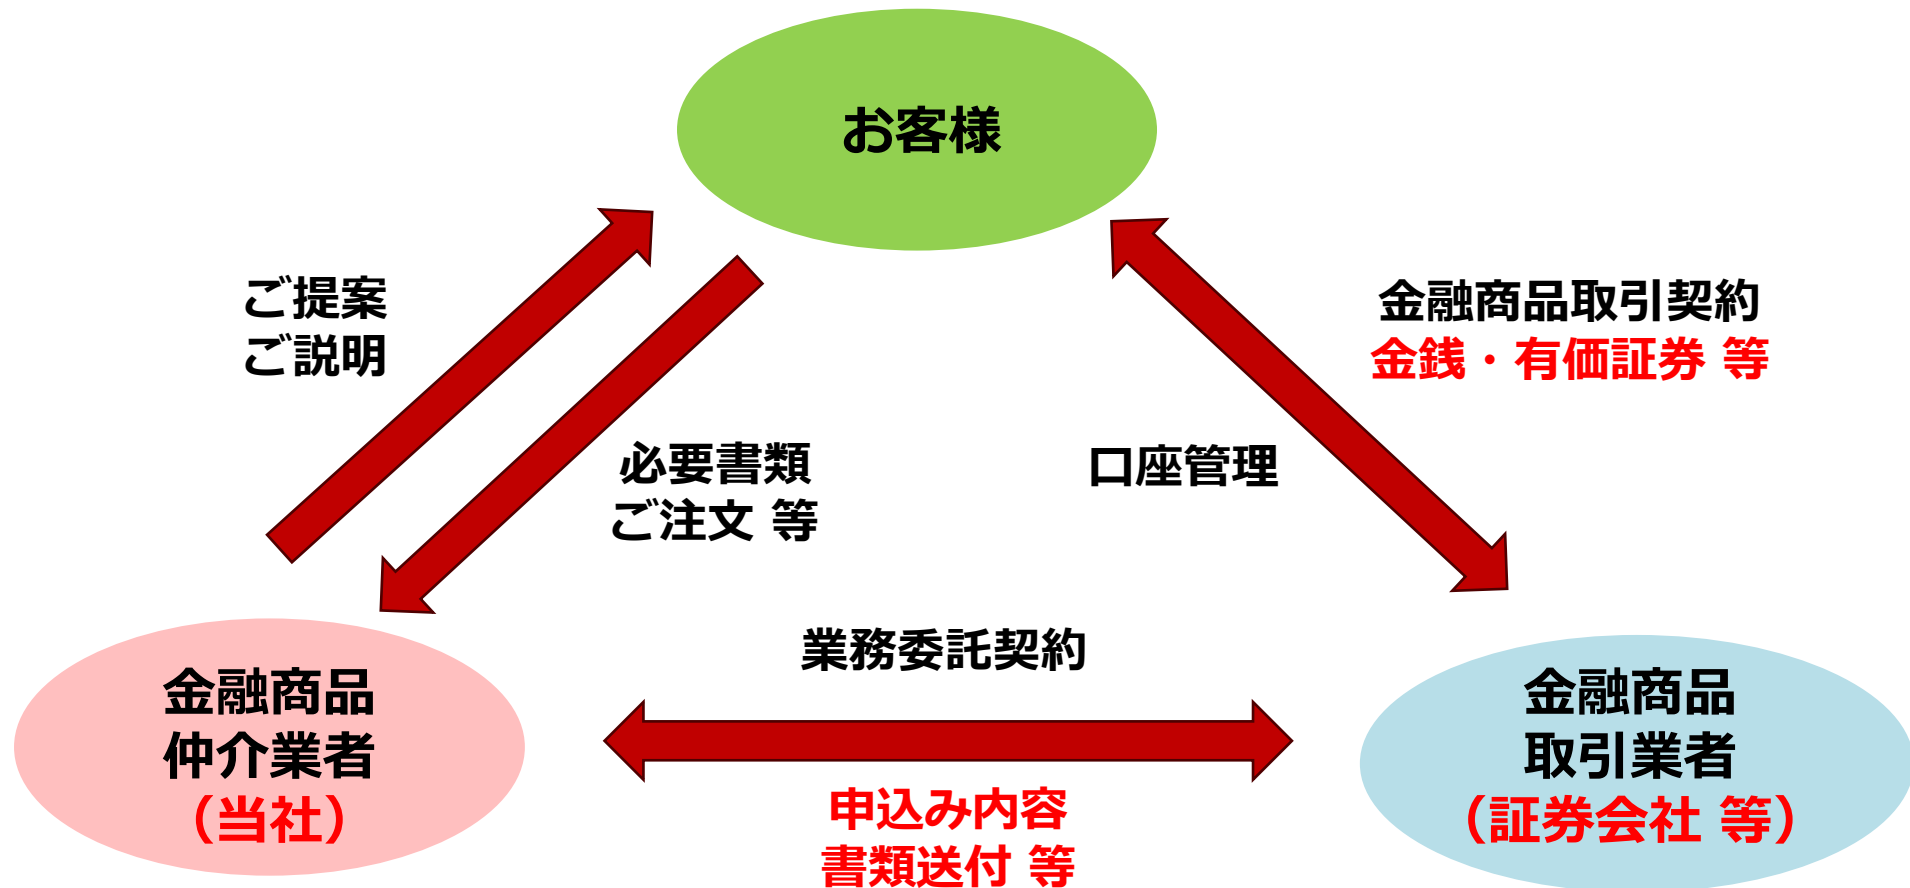 お客様
ご提案
ご説明
金融商品取引契約
金銭・有価証券 等
必要書類
ご注文 等
口座管理
業務委託契約
金融商品
仲介業者
（当社）
金融商品
取引業者
（証券会社 等）
申込み内容
書類送付 等